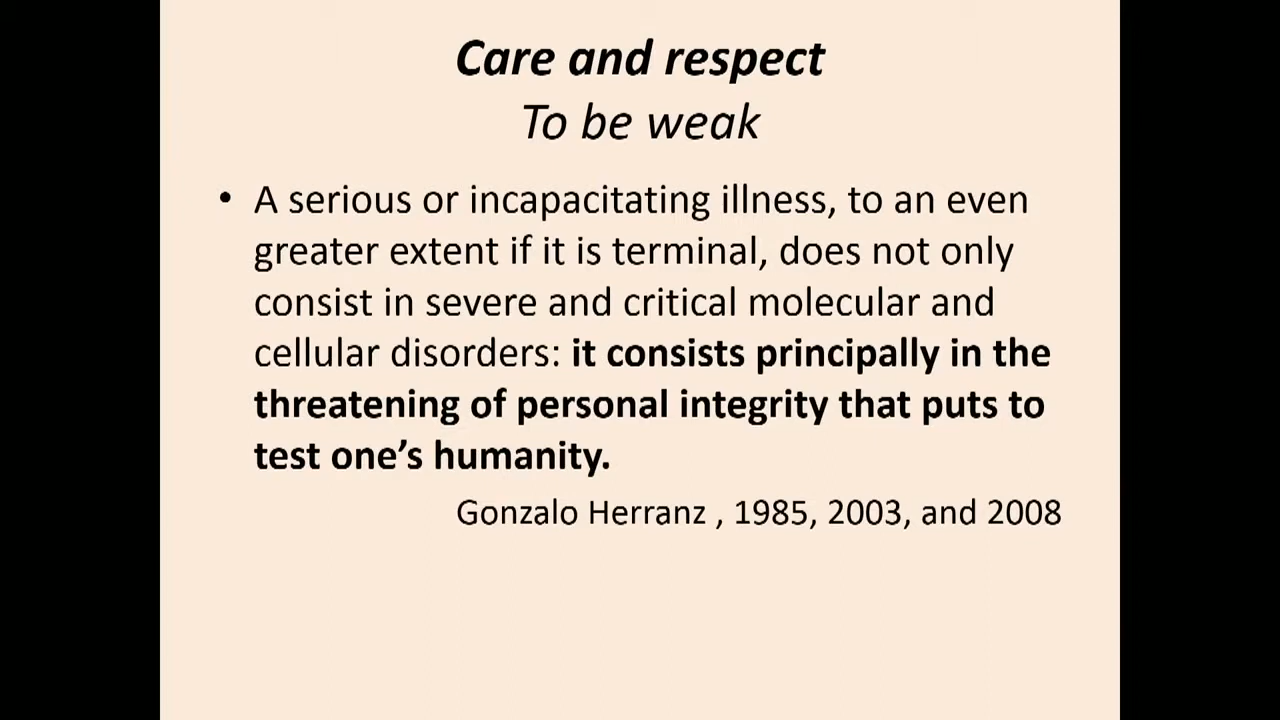 Care and respect
To be weak
• A serious or incapacitating illness, to an even
greater extent if it is terminal, does not only
consist in severe and critical molecular and
cellular disorders: it consists principally in the
threatening of personal integrity that puts to
test one’s humanity.
Gonzalo Herranz , 1985, 2003, and 2008